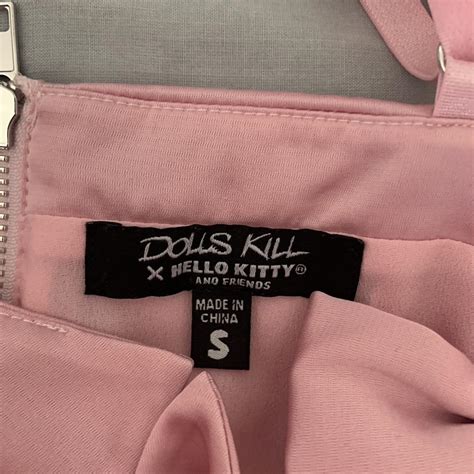 DOLLS KILL
X HELLO KITTY®
AND FRIENDS
MADE IN
CHINA
S